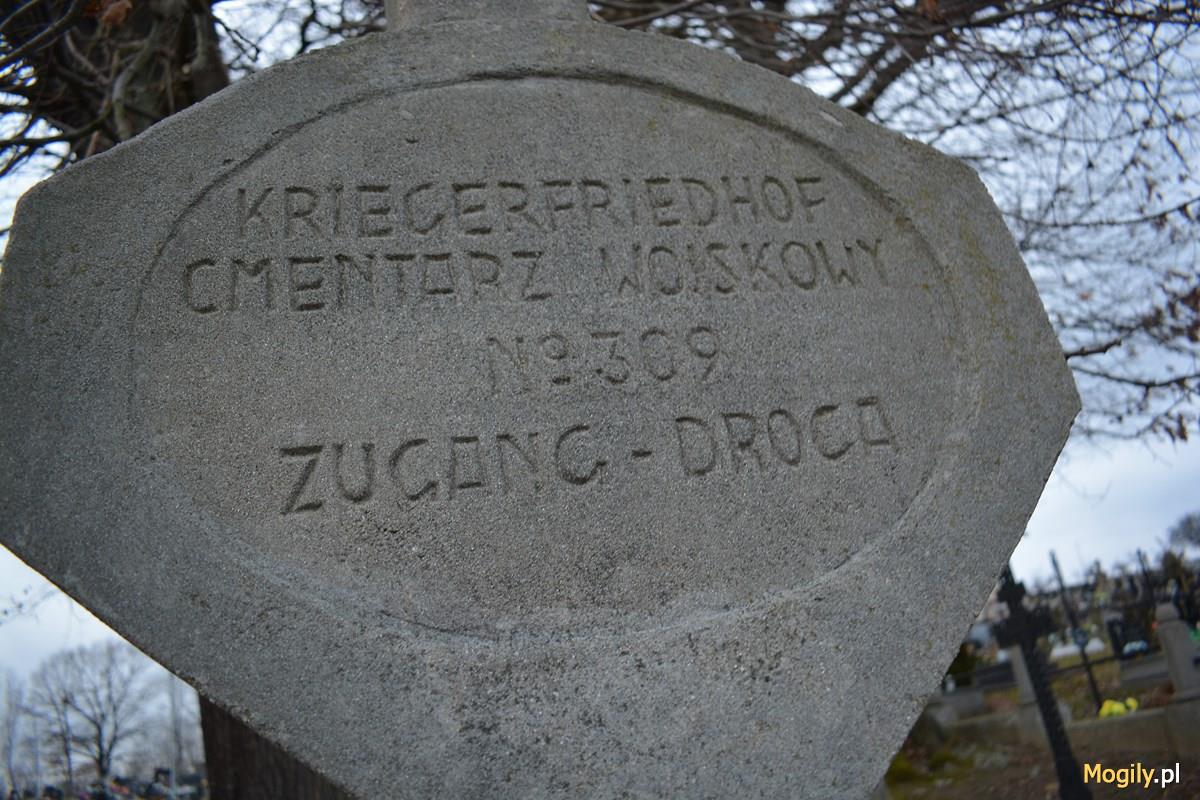 KRIEGERFRIEDHOF
CMENTARZ WOJSKOWY
No 309
ZUGANG - DROGA
Mogily.pl